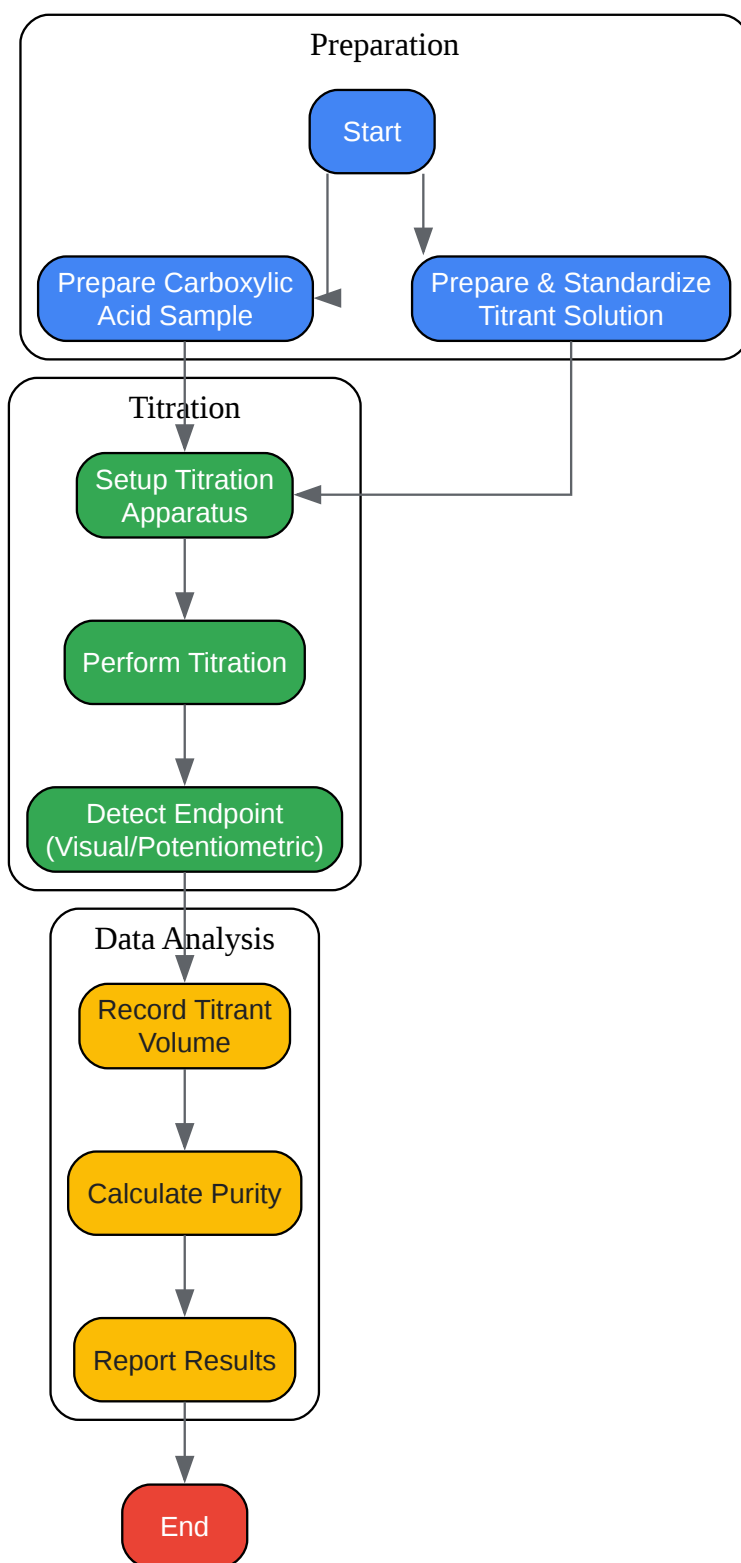 Preparation
Start
Prepare Carboxylic
Acid Sample
Prepare & Standardize
Titrant Solution
Titration
Setup Titration
Apparatus
Perform Titration
Detect Endpoint
(Visual/Potentiometric)
Data Analysis
Record Titrant
Volume
Calculate Purity
Report Results
End